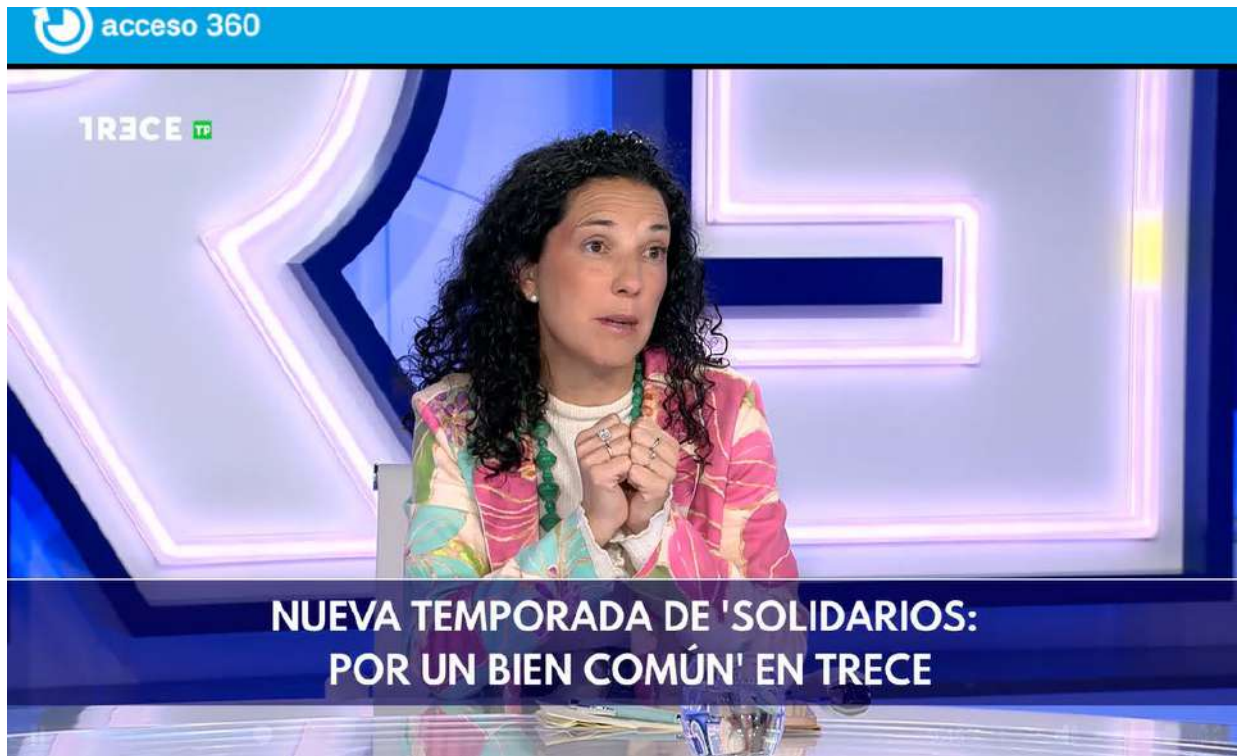 acceso 360
TRECE TP
NUEVA TEMPORADA DE 'SOLIDARIOS:
POR UN BIEN COMÚN' EN TRECE